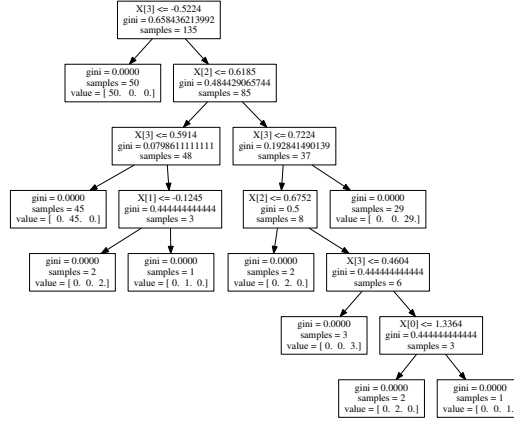 X[3] <= -0.5224
gini = 0.658436213992
samples = 135
gini = 0.0000
samples = 50
value = [ 50. 0. 0.]
X[2] <= 0.6185
gini = 0.484429065744
samples = 85
X[3] <= 0.5914
gini = 0.0798611111111
samples = 48
X[3] <= 0.7224
gini = 0.192841490139
samples = 37
gini = 0.0000
samples = 45
value = [ 0. 45. 0.]
X[1] <= -0.1245
gini = 0.444444444444
samples = 3
X[2] <= 0.6752
gini = 0.5
samples = 8
gini = 0.0000
samples = 29
value = [ 0. 0. 29.]
gini = 0.0000
samples = 2
value = [ 0. 0. 2.]
gini = 0.0000
samples = 1
value = [ 0. 1. 0.]
gini = 0.0000
samples = 2
value = [ 0. 2. 0.]
X[3] <= 0.4604
gini = 0.444444444444
samples = 6
gini = 0.0000
samples = 3
value = [ 0. 0. 3.]
X[0] <= 1.3364
gini = 0.444444444444
samples = 3
gini = 0.0000
samples = 2
value = [ 0. 2. 0.]
gini = 0.0000
samples = 1
value = [ 0. 0. 1.